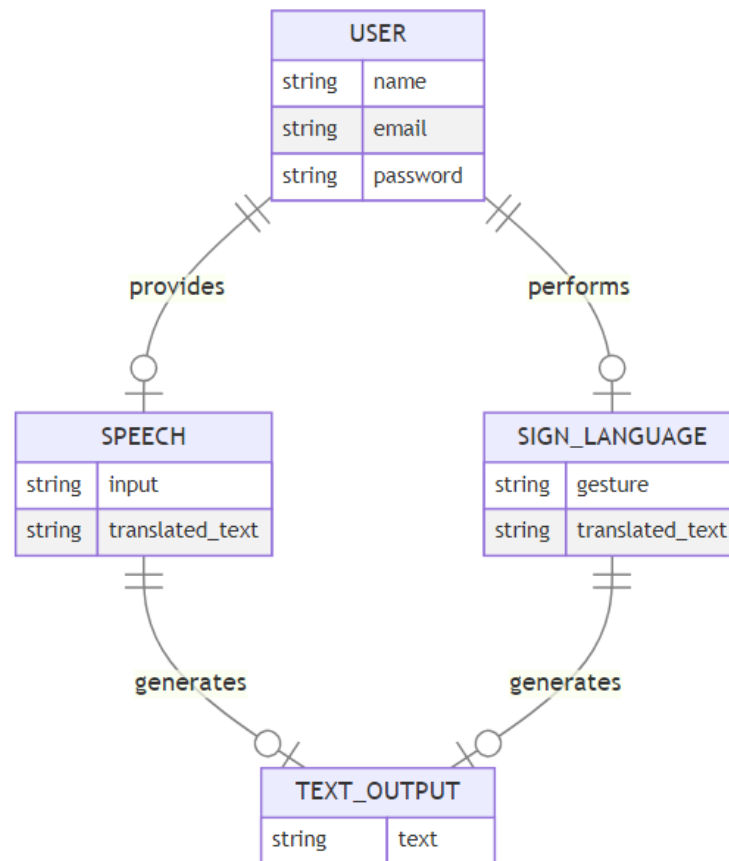 USER
string name
string email
string password
provides performs
SPEECH SIGN_LANGUAGE
string input string gesture
string translated_text string translated_text
generates generates
TEXT_OUTPUT
string text